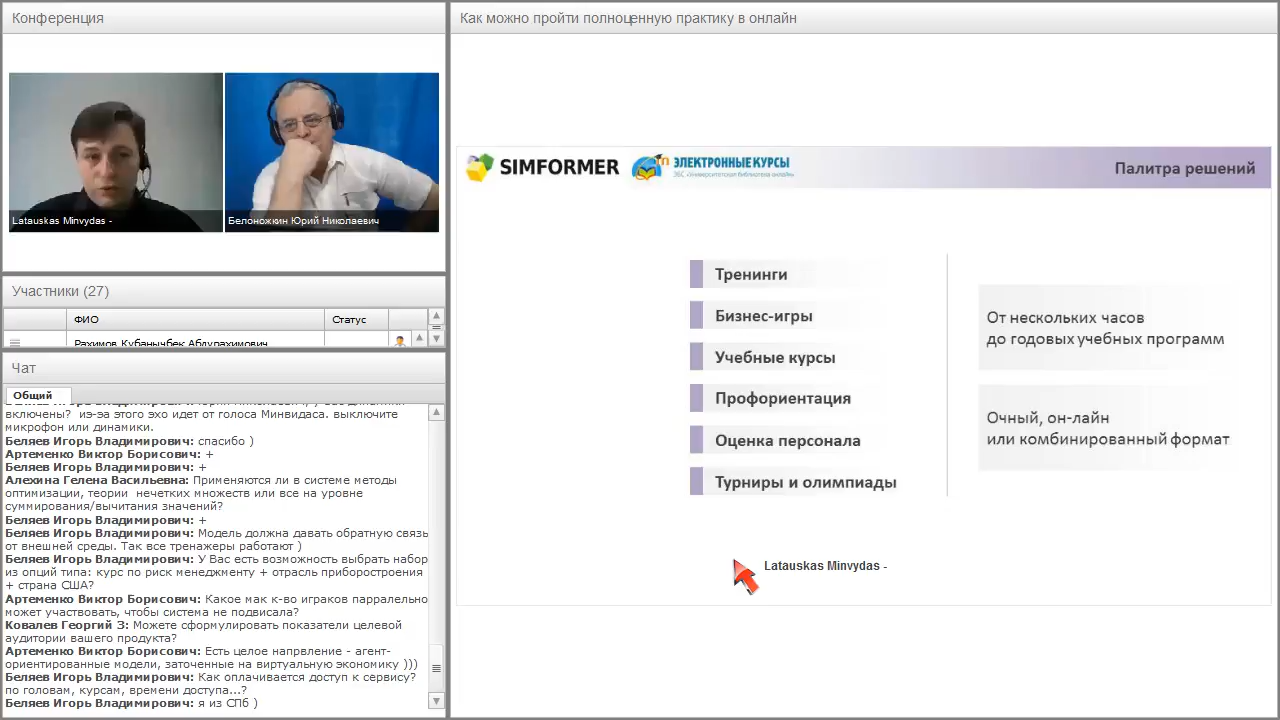 Конференция
Latauskas Minvydas -
Белоножкин Юрий Николаевич
Участники (27)
ФИО
Статус
Рахимов Кубанычбек Абдурахимович
Чат
Общий
включены? из-за этого эхо идет от голоса Минвидаса. выключите
микрофон или динамики.
Беляев Игорь Владимирович: спасибо )
Артеменко Виктор Борисович: +
Беляев Игорь Владимирович: +
Алехина Гелена Васильевна: Применяются ли в системе методы
оптимизации, теории нечетких множеств или все на уровне
суммирования/вычитания значений?
Беляев Игорь Владимирович: +
Беляев Игорь Владимирович: Модель должна давать обратную связь
от внешней среды. Так все тренажеры работают )
Беляев Игорь Владимирович: У Вас есть возможность выбрать набор
из опций типа: курс по риск менеджменту + отрасль приборостроения
+ страна США?
Артеменко Виктор Борисович: Какое мак к-во играков парралельно
может участвовать, чтобы система не подвисала?
Ковалев Георгий З: Можете сформулировать показатели целевой
аудитории вашего продукта?
Артеменко Виктор Борисович: Есть целое напрвление - агент-
ориентированные модели, заточенные на виртуальную экономику )))
Беляев Игорь Владимирович: Как оплачивается доступ к сервису?
по головам, курсам, времени доступа...?
Беляев Игорь Владимирович: я из СПб )
Как можно пройти полноценную практику в онлайн
SIMFORMER
ЭЛЕКТРОННЫЕ КУРСЫ
ЭБС «Университетская библиотека онлайн»
Палитра решений
Тренинги
Бизнес-игры
Учебные курсы
Профориентация
Оценка персонала
Турниры и олимпиады
От нескольких часов
до годовых учебных программ
Очный, он-лайн
или комбинированный формат
Latauskas Minvydas -